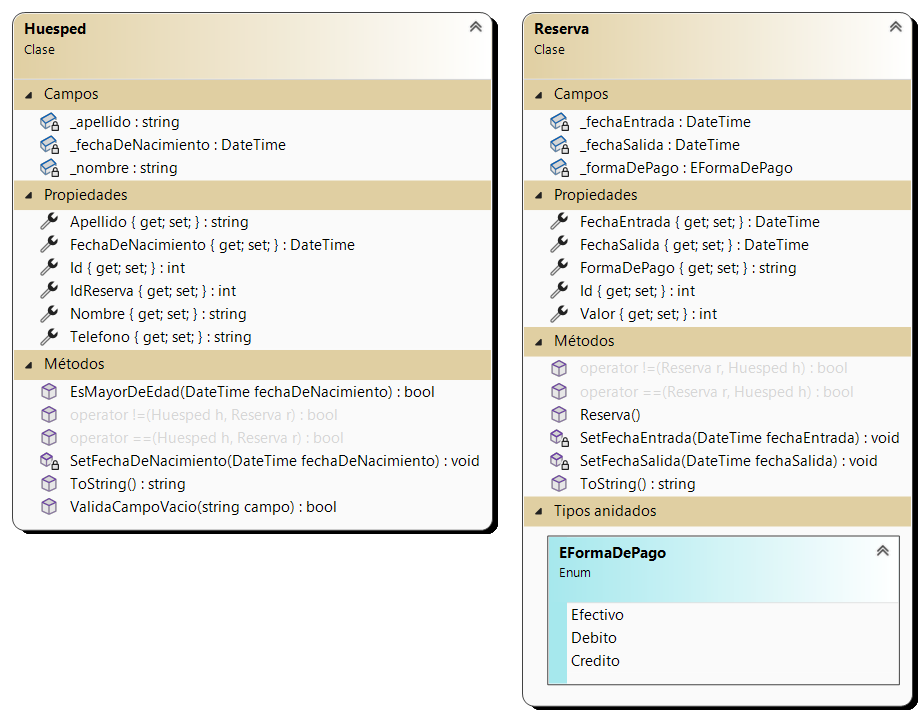 Huesped
Clase
Campos
_apellido : string
_fechaDeNacimiento : DateTime
_nombre : string
Propiedades
Apellido { get; set; } : string
FechaDeNacimiento { get; set; } : DateTime
Id { get; set; } : int
IdReserva { get; set; } : int
Nombre { get; set; } : string
Telefono { get; set; } : string
Métodos
EsMayorDeEdad(DateTime fechaDeNacimiento) : bool
operator !=(Huesped h, Reserva r) : bool
operator ==(Huesped h, Reserva r) : bool
SetFechaDeNacimiento(DateTime fechaDeNacimiento) : void
ToString() : string
ValidaCampoVacio(string campo) : bool
Reserva
Clase
Campos
_fechaEntrada : DateTime
_fechaSalida : DateTime
_formaDePago : EFormaDePago
Propiedades
FechaEntrada { get; set; } : DateTime
FechaSalida { get; set; } : DateTime
FormaDePago { get; set; } : string
Id { get; set; } : int
Valor { get; set; } : int
Métodos
operator !=(Reserva r, Huesped h) : bool
operator ==(Reserva r, Huesped h) : bool
Reserva()
SetFechaEntrada(DateTime fechaEntrada) : void
SetFechaSalida(DateTime fechaSalida) : void
ToString() : string
Tipos anidados
EFormaDePago
Enum
Efectivo
Debito
Credito